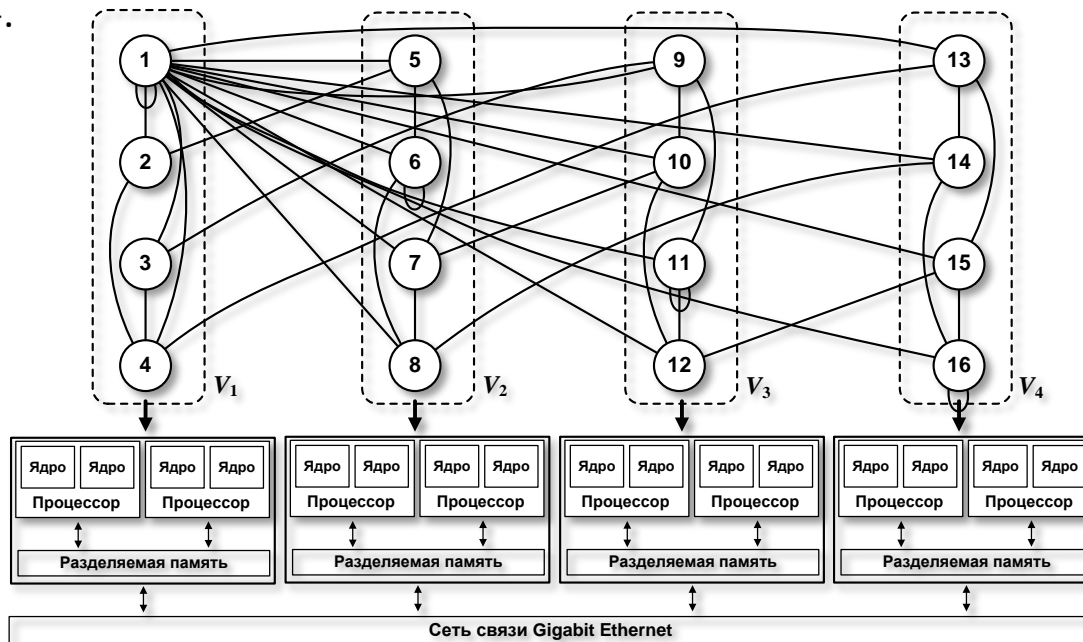 .
1 5 9 13
2 6 10 14
3 7 11 15
4 8 12 16
V1 V2 V3 V4
Ядро Ядро Ядро Ядро Ядро Ядро Ядро Ядро Ядро Ядро Ядро Ядро Ядро Ядро Ядро Ядро
Процессор Процессор Процессор Процессор Процессор Процессор Процессор Процессор
Разделяемая память Разделяемая память Разделяемая память Разделяемая память
Сеть связи Gigabit Ethernet